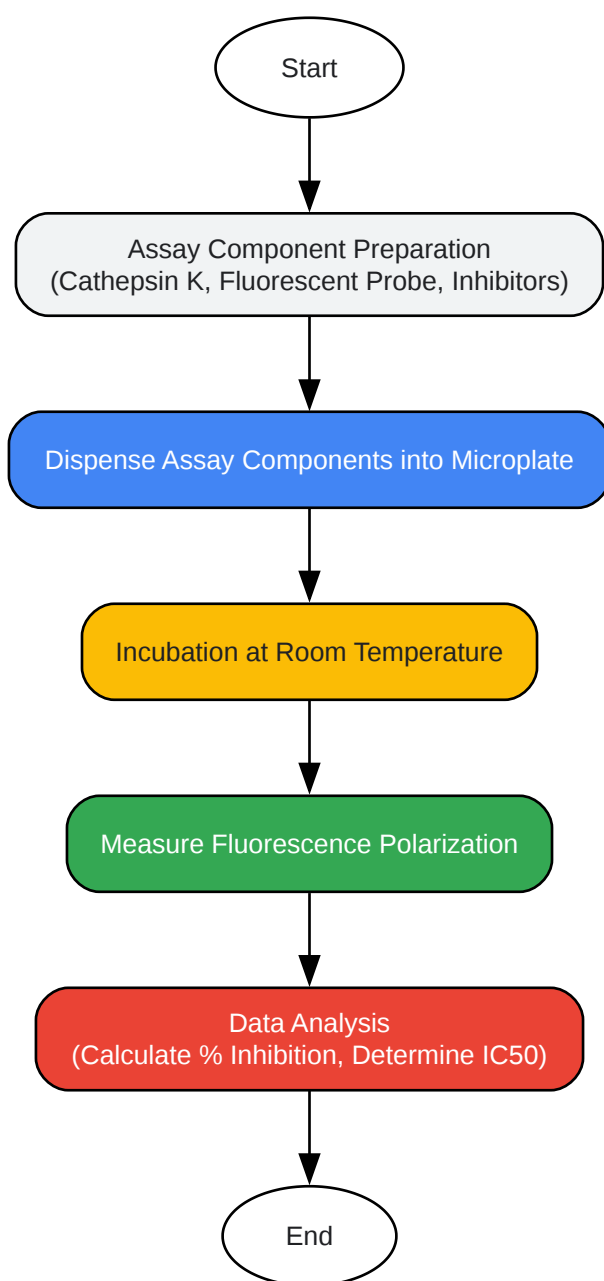 Start
Assay Component Preparation
(Cathepsin K, Fluorescent Probe, Inhibitors)
Dispense Assay Components into Microplate
Incubation at Room Temperature
Measure Fluorescence Polarization
Data Analysis
(Calculate % Inhibition, Determine IC50)
End